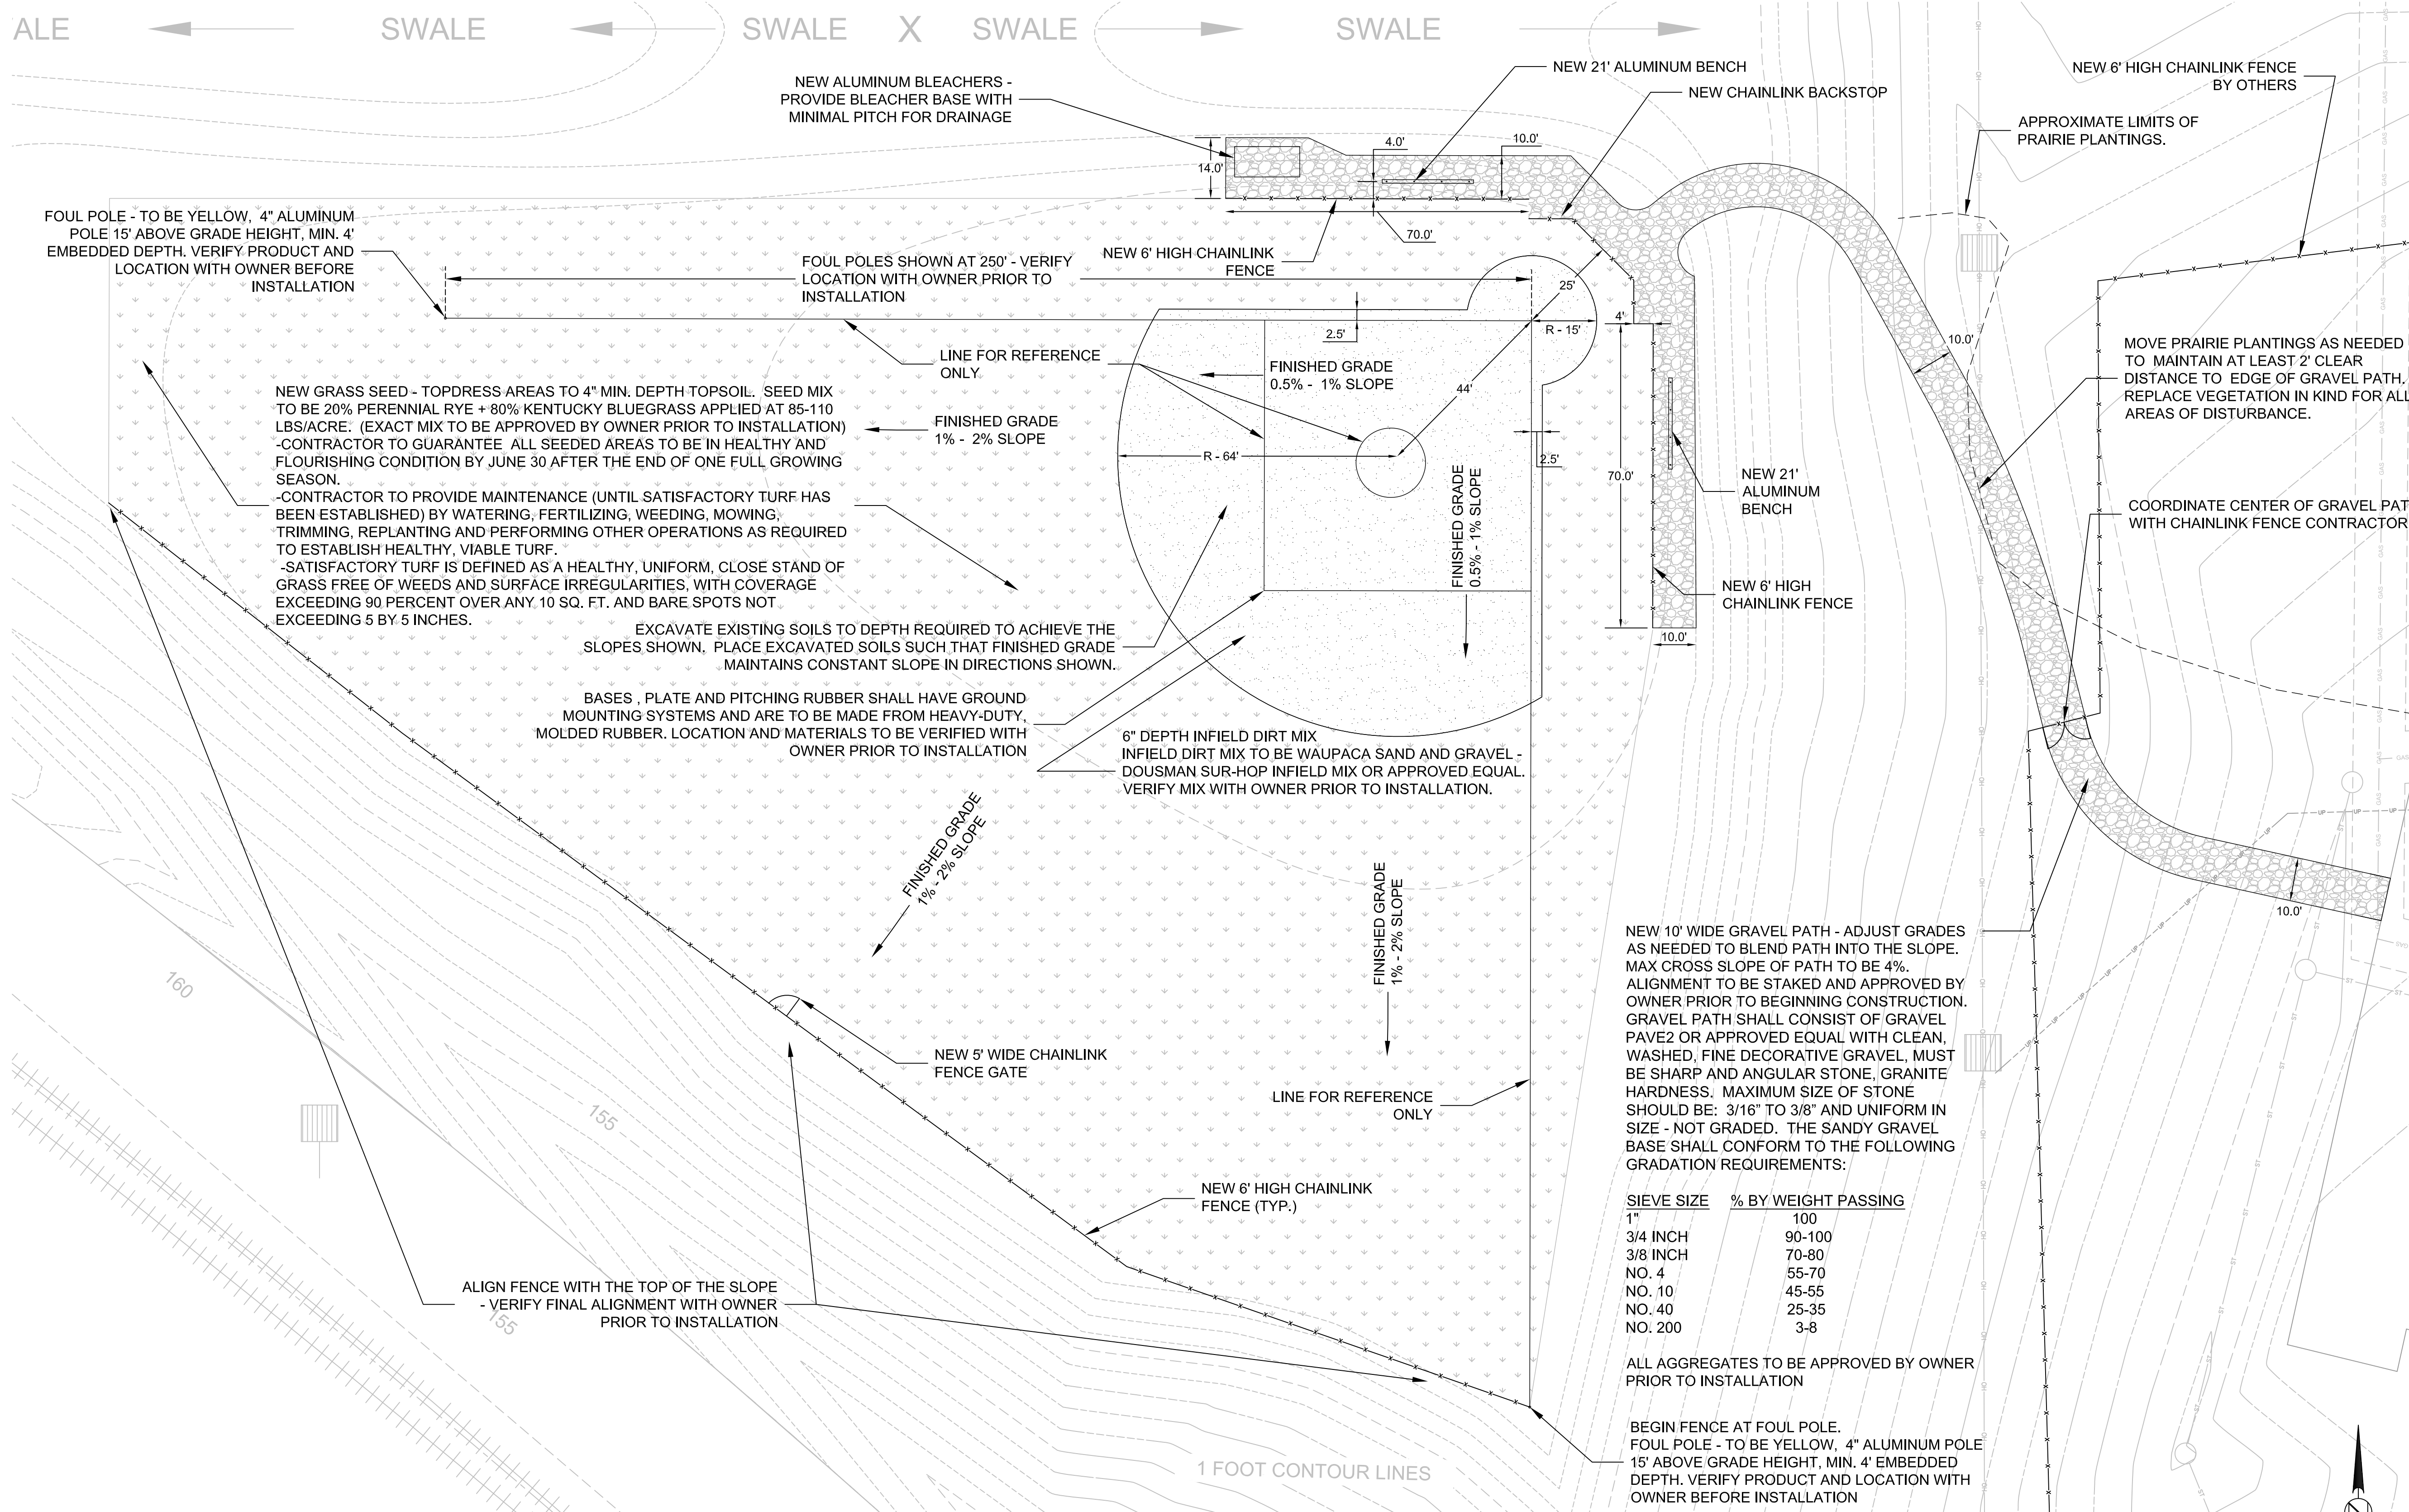 ALE
SWALE
SWALE X SWALE
SWALE
NEW ALUMINUM BLEACHERS -
PROVIDE BLEACHER BASE WITH
MINIMAL PITCH FOR DRAINAGE
NEW 21' ALUMINUM BENCH
NEW CHAINLINK BACKSTOP
NEW 6' HIGH CHAINLINK FENCE
BY OTHERS
APPROXIMATE LIMITS OF
PRAIRIE PLANTINGS.
14.0'
4.0'
10.0'
70.0'
FOUL POLE - TO BE YELLOW, 4" ALUMINUM
POLE 15' ABOVE GRADE HEIGHT, MIN. 4'
EMBEDDED DEPTH. VERIFY PRODUCT AND
LOCATION WITH OWNER BEFORE
INSTALLATION
FOUL POLES SHOWN AT 250' - VERIFY
LOCATION WITH OWNER PRIOR TO
INSTALLATION
NEW 6' HIGH CHAINLINK
FENCE
25'
R - 15'
4'
2.5'
LINE FOR REFERENCE
ONLY
FINISHED GRADE
0.5% - 1% SLOPE
44'
10.0'
MOVE PRAIRIE PLANTINGS AS NEEDED
TO MAINTAIN AT LEAST 2' CLEAR
DISTANCE TO EDGE OF GRAVEL PATH.
REPLACE VEGETATION IN KIND FOR ALL
AREAS OF DISTURBANCE.
NEW GRASS SEED - TOPDRESS AREAS TO 4" MIN. DEPTH TOPSOIL. SEED MIX
TO BE 20% PERENNIAL RYE + 80% KENTUCKY BLUEGRASS APPLIED AT 85-110
LBS/ACRE. (EXACT MIX TO BE APPROVED BY OWNER PRIOR TO INSTALLATION)
-CONTRACTOR TO GUARANTEE ALL SEEDED AREAS TO BE IN HEALTHY AND
FLOURISHING CONDITION BY JUNE 30 AFTER THE END OF ONE FULL GROWING
SEASON.
-CONTRACTOR TO PROVIDE MAINTENANCE (UNTIL SATISFACTORY TURF HAS
BEEN ESTABLISHED) BY WATERING, FERTILIZING, WEEDING, MOWING,
TRIMMING, REPLANTING AND PERFORMING OTHER OPERATIONS AS REQUIRED
TO ESTABLISH HEALTHY, VIABLE TURF.
-SATISFACTORY TURF IS DEFINED AS A HEALTHY, UNIFORM, CLOSE STAND OF
GRASS FREE OF WEEDS AND SURFACE IRREGULARITIES, WITH COVERAGE
EXCEEDING 90 PERCENT OVER ANY 10 SQ. FT. AND BARE SPOTS NOT
EXCEEDING 5 BY 5 INCHES.
FINISHED GRADE
1% - 2% SLOPE
R - 64'
2.5'
FINISHED GRADE
0.5% - 1% SLOPE
70.0'
NEW 21'
ALUMINUM
BENCH
COORDINATE CENTER OF GRAVEL PAT
WITH CHAINLINK FENCE CONTRACTOR
NEW 6' HIGH
CHAINLINK FENCE
10.0'
EXCAVATE EXISTING SOILS TO DEPTH REQUIRED TO ACHIEVE THE
SLOPES SHOWN. PLACE EXCAVATED SOILS SUCH THAT FINISHED GRADE
MAINTAINS CONSTANT SLOPE IN DIRECTIONS SHOWN.
BASES , PLATE AND PITCHING RUBBER SHALL HAVE GROUND
MOUNTING SYSTEMS AND ARE TO BE MADE FROM HEAVY-DUTY,
MOLDED RUBBER. LOCATION AND MATERIALS TO BE VERIFIED WITH
OWNER PRIOR TO INSTALLATION
6" DEPTH INFIELD DIRT MIX
INFIELD DIRT MIX TO BE WAUPACA SAND AND GRAVEL -
DOUSMAN SUR-HOP INFIELD MIX OR APPROVED EQUAL.
VERIFY MIX WITH OWNER PRIOR TO INSTALLATION.
FINISHED GRADE
1% - 2% SLOPE
FINISHED GRADE
1% - 2% SLOPE
10.0'
NEW 10' WIDE GRAVEL PATH - ADJUST GRADES
AS NEEDED TO BLEND PATH INTO THE SLOPE.
MAX CROSS SLOPE OF PATH TO BE 4%.
ALIGNMENT TO BE STAKED AND APPROVED BY
OWNER PRIOR TO BEGINNING CONSTRUCTION.
GRAVEL PATH SHALL CONSIST OF GRAVEL
PAVE2 OR APPROVED EQUAL WITH CLEAN,
WASHED, FINE DECORATIVE GRAVEL, MUST
BE SHARP AND ANGULAR STONE, GRANITE
HARDNESS. MAXIMUM SIZE OF STONE
SHOULD BE: 3/16" TO 3/8" AND UNIFORM IN
SIZE - NOT GRADED. THE SANDY GRAVEL
BASE SHALL CONFORM TO THE FOLLOWING
GRADATION REQUIREMENTS:
160
155
NEW 5' WIDE CHAINLINK
FENCE GATE
LINE FOR REFERENCE
ONLY
NEW 6' HIGH CHAINLINK
FENCE (TYP.)
SIEVE SIZE % BY WEIGHT PASSING
1" 100
3/4 INCH 90-100
3/8 INCH 70-80
NO. 4 55-70
NO. 10 45-55
NO. 40 25-35
NO. 200 3-8
ALIGN FENCE WITH THE TOP OF THE SLOPE
- VERIFY FINAL ALIGNMENT WITH OWNER
PRIOR TO INSTALLATION
155
ALL AGGREGATES TO BE APPROVED BY OWNER
PRIOR TO INSTALLATION
1 FOOT CONTOUR LINES
BEGIN FENCE AT FOUL POLE.
FOUL POLE - TO BE YELLOW, 4" ALUMINUM POLE
15' ABOVE GRADE HEIGHT, MIN. 4' EMBEDDED
DEPTH. VERIFY PRODUCT AND LOCATION WITH
OWNER BEFORE INSTALLATION